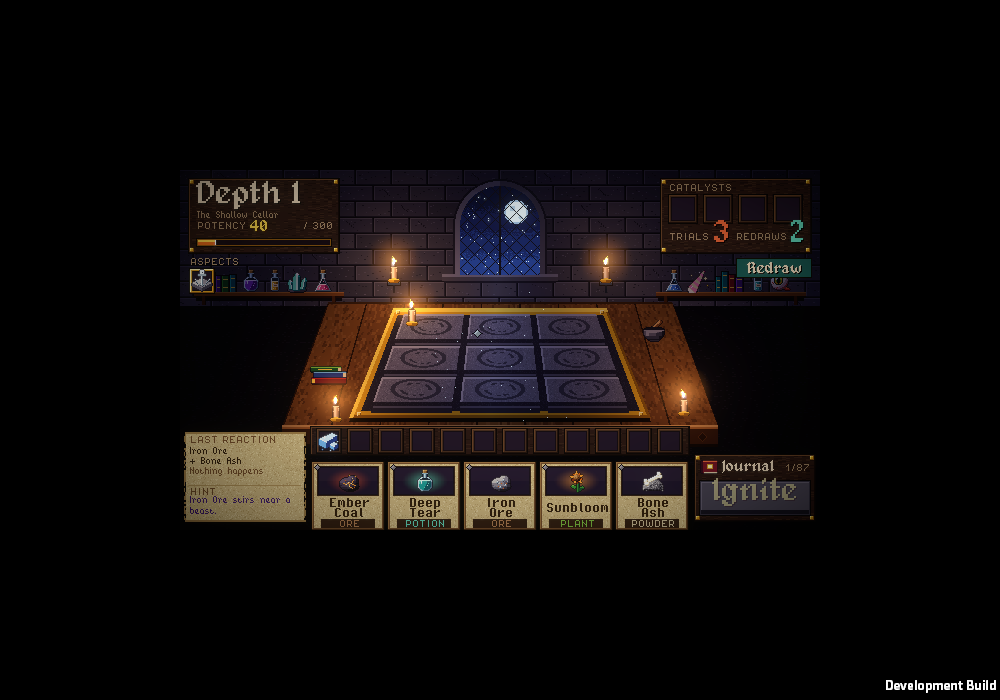 Depth 1
The Shallow Cellar
POTENCY 40 / 300
ASPECTS
CATALYSTS
TRIALS 3 REDRAWS 2
Redraw
LAST REACTION
Iron Ore
+ Bone Ash
Nothing happens
HINT
Iron Ore stirs near a
beast.
Ember
Coal
ORE
Deep
Tear
POTION
Iron
Ore
ORE
Sunbloom
PLANT
Bone
Ash
POWDER
Journal 1/87
Ignite
Development Build